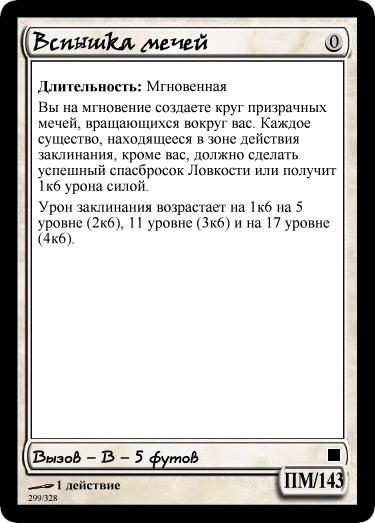 Вспышка мечей 0
Длительность: Мгновенная
Вы на мгновение создаете круг призрачных
мечей, вращающихся вокруг вас. Каждое
существо, находящееся в зоне действия
заклинания, кроме вас, должно сделать
успешный спасбросок Ловкости или получит
1к6 урона силой.
Урон заклинания возрастает на 1к6 на 5
уровне (2к6), 11 уровне (3к6) и на 17 уровне
(4к6).
Вызов – В – 5 футов
1 действие
ПМ/143
299/328